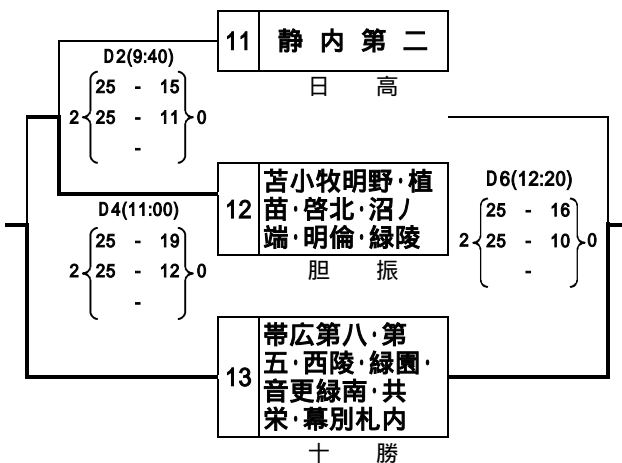 D2(9:40)
25 - 15
2 25 - 11 0
-
11 静内第二
日高
12 苫小牧明野·植
苗·啓北·沼ノ
端·明倫·緑陵
胆振
D4(11:00)
25 - 19
2 25 - 12 0
-
D6(12:20)
25 - 16
2 25 - 10 0
-
13 帯広第八·第
五·西陵·緑園·
音更緑南·共
栄·幕別札内
十勝